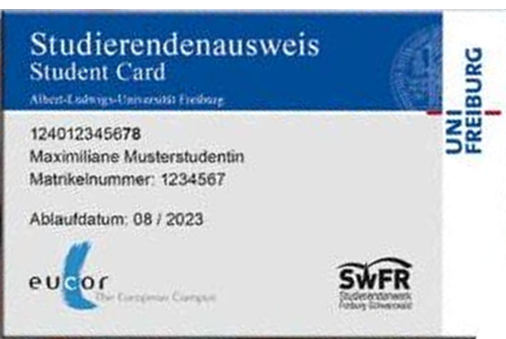 Studierendenausweis
Student Card
Albert-Ludwigs-Universität Freiburg
UNI
FREIBURG
124012345678
Maximiliane Musterstudentin
Matrikelnummer: 1234567
Ablaufdatum: 08 / 2023
eucor
The European Campus
SWFR
Studierendenwerk
Freiburg·Schwarzwald